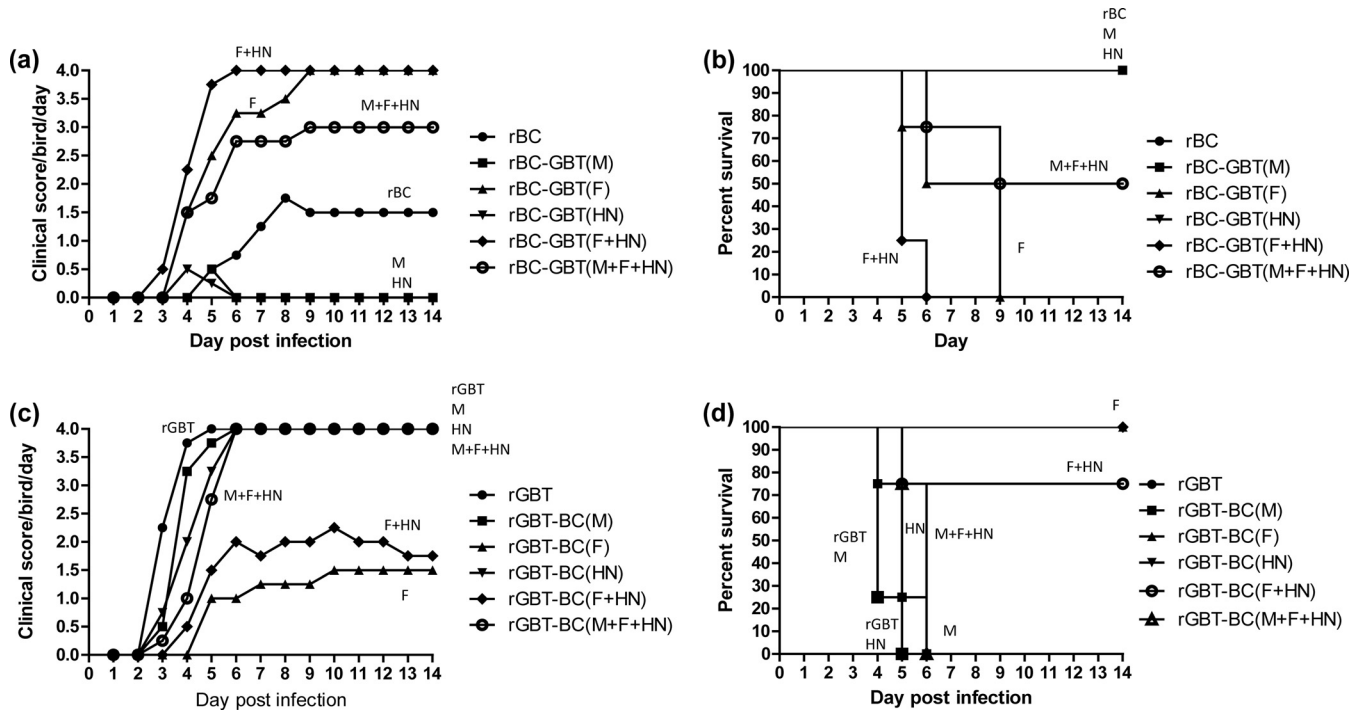 (a)
Clinical score/bird/day
4.0
3.5
3.0
2.5
2.0
1.5
1.0
0.5
0.0
F+HN
F
M+F+HN
rBC
M
HN
0 1 2 3 4 5 6 7 8 9 10 11 12 13 14
Day post infection
rBC
rBC-GBT(M)
rBC-GBT(F)
rBC-GBT(HN)
rBC-GBT(F+HN)
rBC-GBT(M+F+HN)
(b)
rBC
M
HN
Percent survival
100
90
80
70
60
50
40
30
20
10
0
M+F+HN
F+HN
F
0 1 2 3 4 5 6 7 8 9 10 11 12 13 14
Day
rBC
rBC-GBT(M)
rBC-GBT(F)
rBC-GBT(HN)
rBC-GBT(F+HN)
rBC-GBT(M+F+HN)
(c)
rGBT
M
HN
M+F+HN
Clinical score/bird/day
4.0
3.5
3.0
2.5
2.0
1.5
1.0
0.5
0.0
rGBT
M+F+HN
F+HN
F
0 1 2 3 4 5 6 7 8 9 10 11 12 13 14
Day post infection
rGBT
rGBT-BC(M)
rGBT-BC(F)
rGBT-BC(HN)
rGBT-BC(F+HN)
rGBT-BC(M+F+HN)
(d)
F
Percent survival
100
90
80
70
60
50
40
30
20
10
0
F+HN
rGBT
M
HN
M+F+HN
rGBT
HN
M
0 1 2 3 4 5 6 7 8 9 10 11 12 13 14
Day post infection
rGBT
rGBT-BC(M)
rGBT-BC(F)
rGBT-BC(HN)
rGBT-BC(F+HN)
rGBT-BC(M+F+HN)